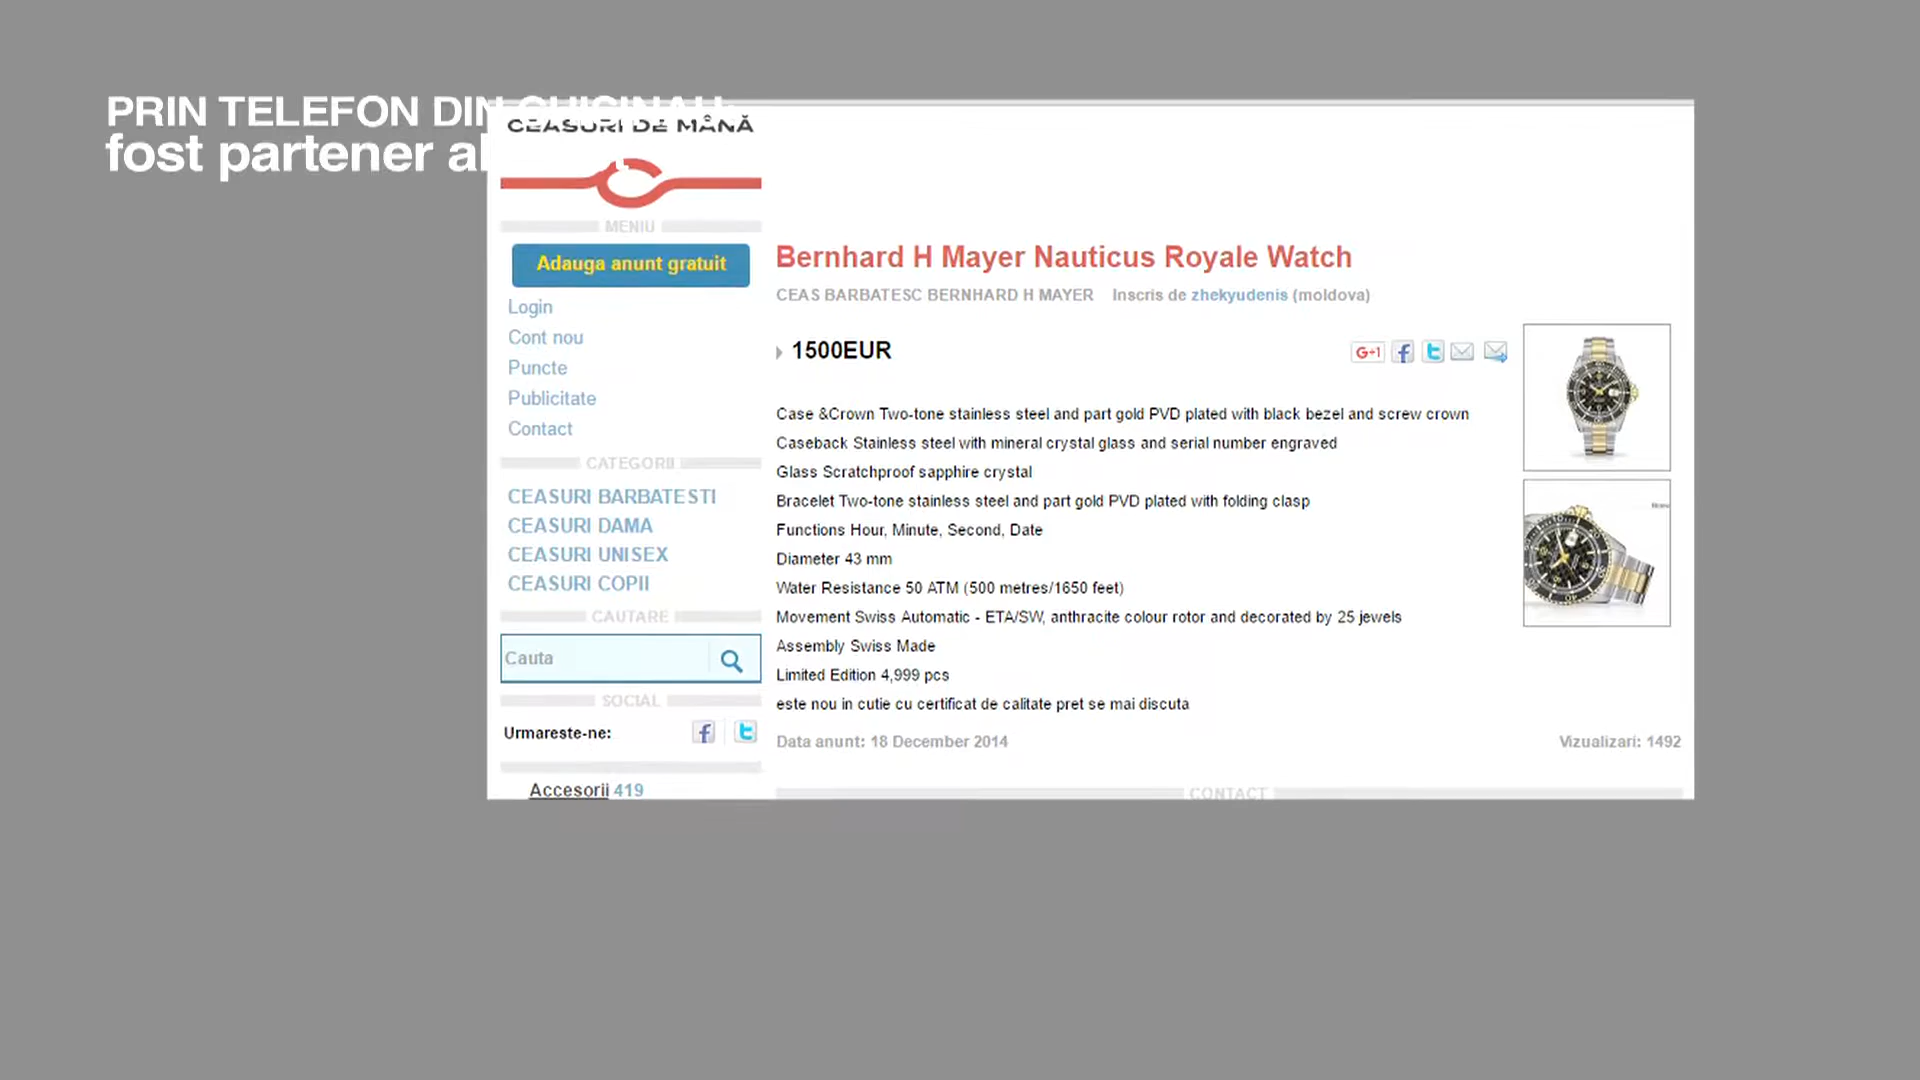 PRIN TELEFON DIN CHISINAU:
fost partener al
CEASURI DE MÂNĂ
MENIU
Adauga anunt gratuit
Login
Cont nou
Puncte
Publicitate
Contact
CATEGORII
CEASURI BARBATESTI
CEASURI DAMA
CEASURI UNISEX
CEASURI COPII
CAUTARE
Cauta
SOCIAL
Urmareste-ne:
Accesorii 419
Bernhard H Mayer Nauticus Royale Watch
CEAS BARBATESC BERNHARD H MAYER Inscris de zhekyudenis (moldova)
1500EUR
G+1
Case &Crown Two-tone stainless steel and part gold PVD plated with black bezel and screw crown
Caseback Stainless steel with mineral crystal glass and serial number engraved
Glass Scratchproof sapphire crystal
Bracelet Two-tone stainless steel and part gold PVD plated with folding clasp
Functions Hour, Minute, Second, Date
Diameter 43 mm
Water Resistance 50 ATM (500 metres/1650 feet)
Movement Swiss Automatic - ETA/SW, anthracite colour rotor and decorated by 25 jewels
Assembly Swiss Made
Limited Edition 4,999 pcs
este nou in cutie cu certificat de calitate pret se mai discuta
Data anunt: 18 December 2014
Vizualizari: 1492
CONTACT